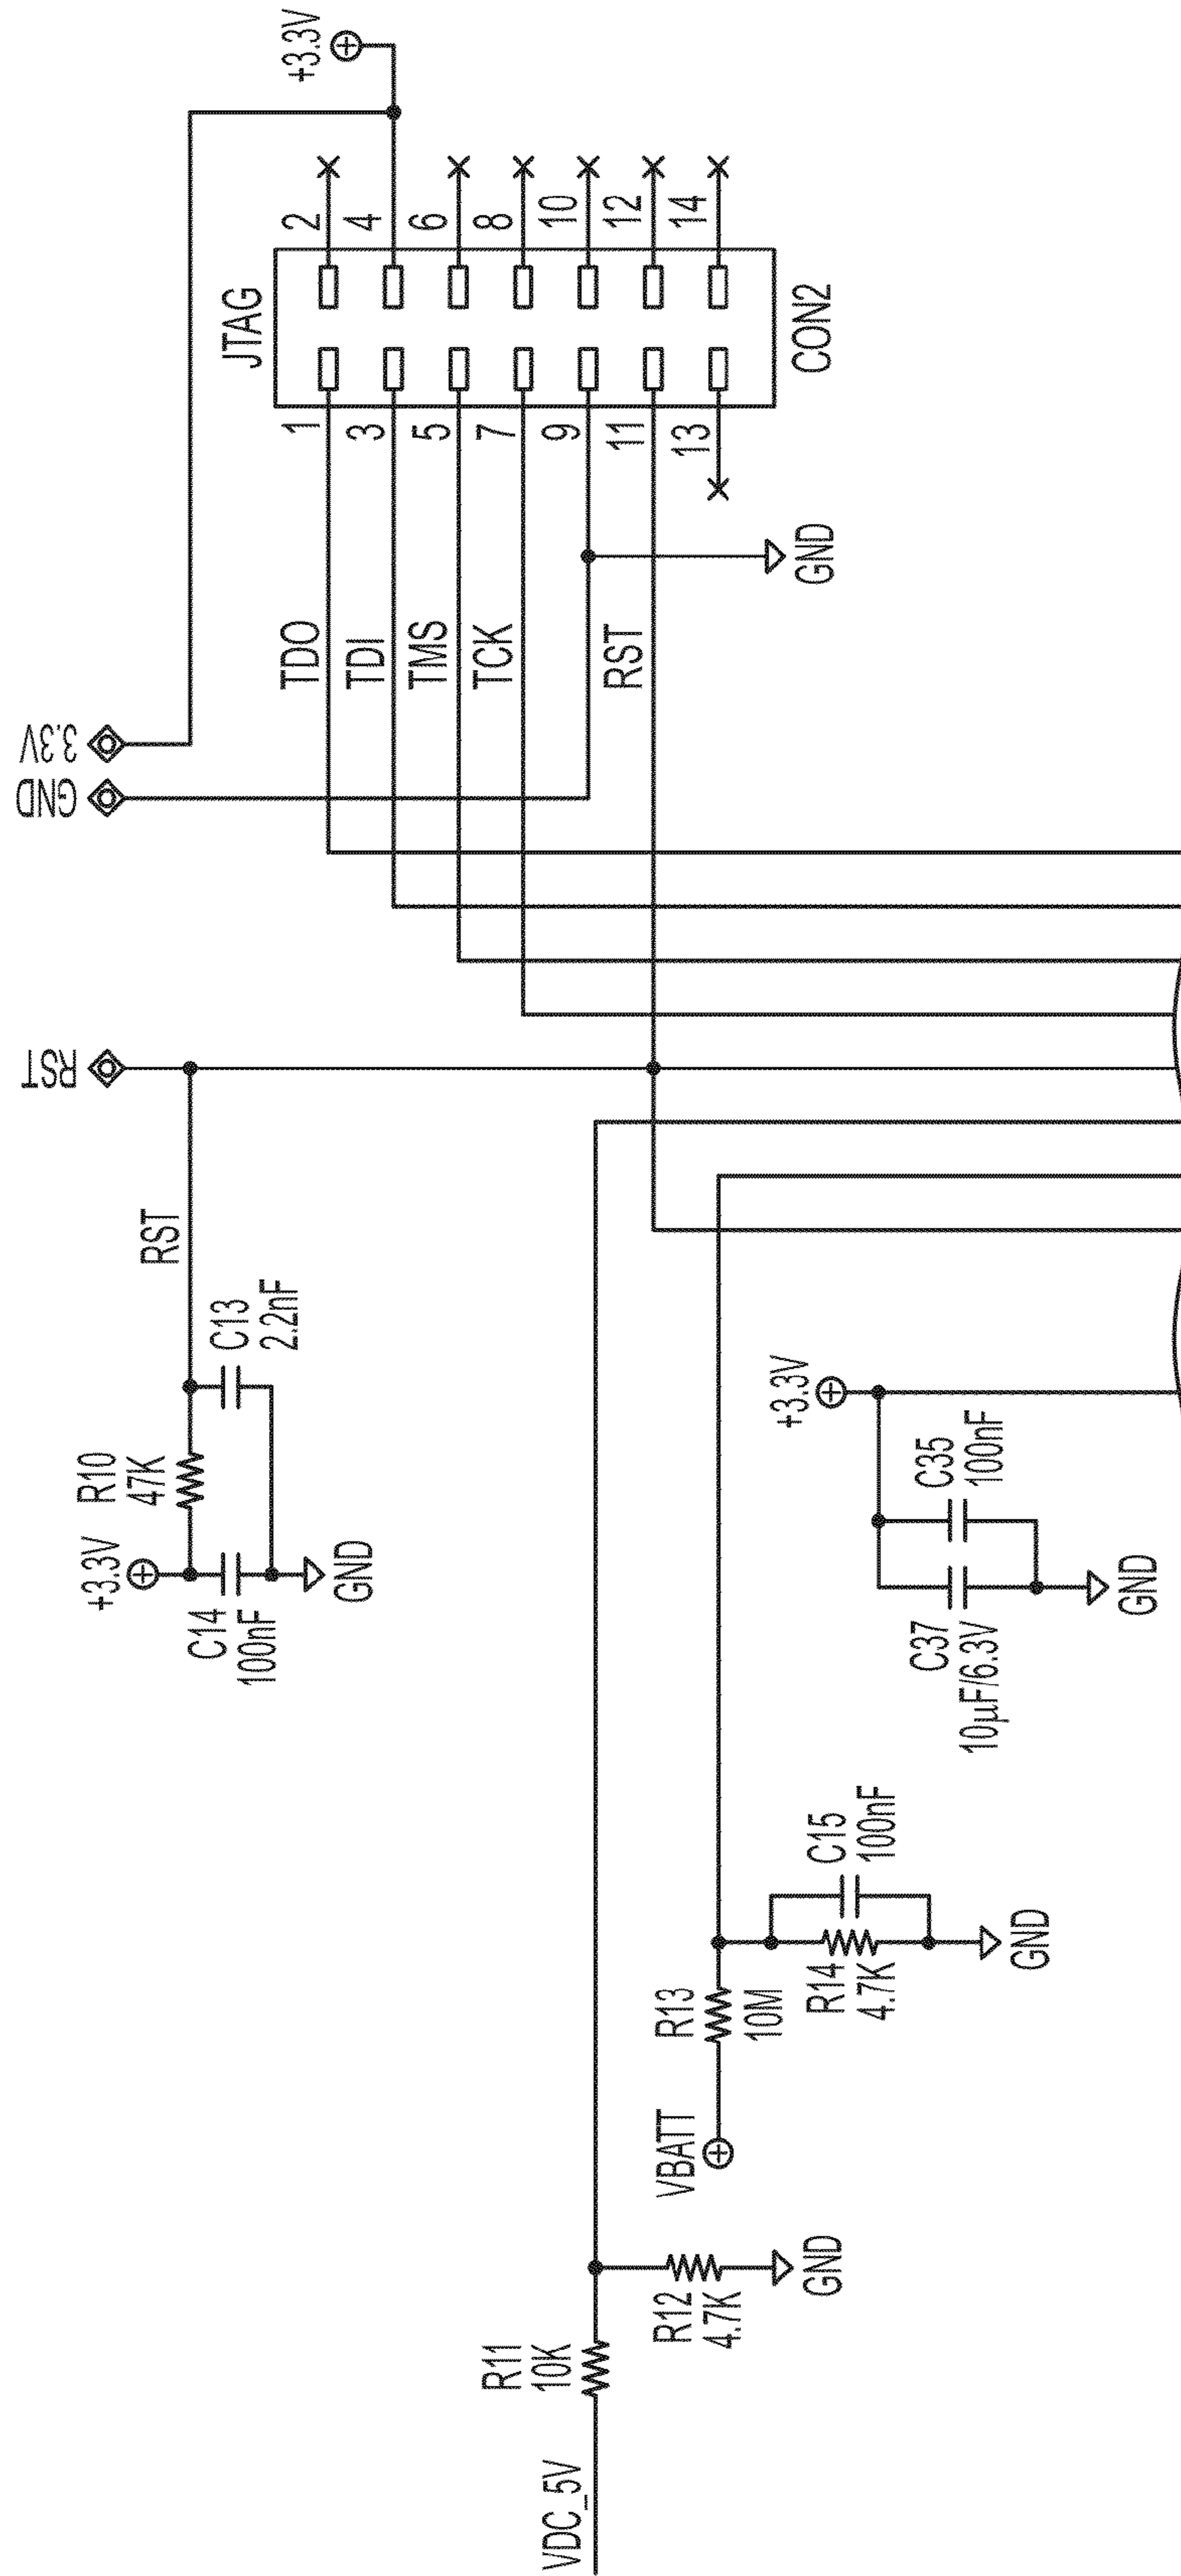 +3.3V
3.3V
GND
JTAG
2
4
6
8
10
12
14
1
3
5
7
9
11
13
CON2
TDO
TDI
TMS
TCK
RST
GND
RST
RST
C13
2.2nF
R10
47K
+3.3V
C14
100nF
GND
+3.3V
C35
100nF
C37
10µF/6.3V
GND
C15
100nF
R14
4.7K
GND
R13
10M
VBATT
R12
4.7K
GND
R11
10K
VDC_5V